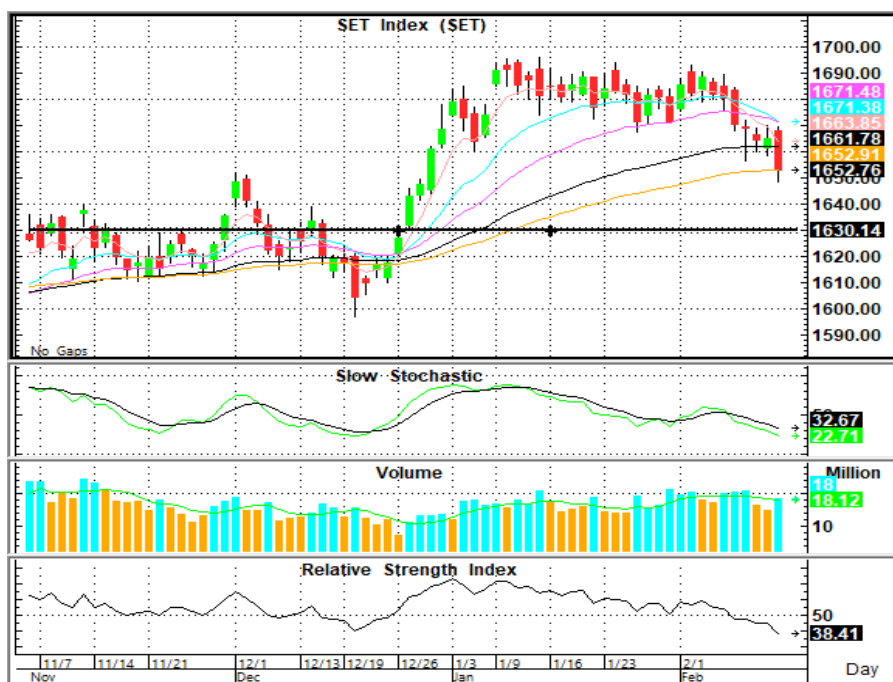 SET Index (SET)
1700.00
1690.00
1671.48
1671.38
1663.85
1661.78
1652.91
1652.76
1630.14
1620.00
1610.00
1600.00
1590.00
No Gaps
Slow Stochastic
32.67
22.71
Volume
Million
18
18.12
10
Relative Strength Index
50
38.41
11/7 11/14 11/21 12/1 12/13 12/19 12/26 1/3 1/9 1/16 1/23 2/1
Nov Dec Jan Feb
Day